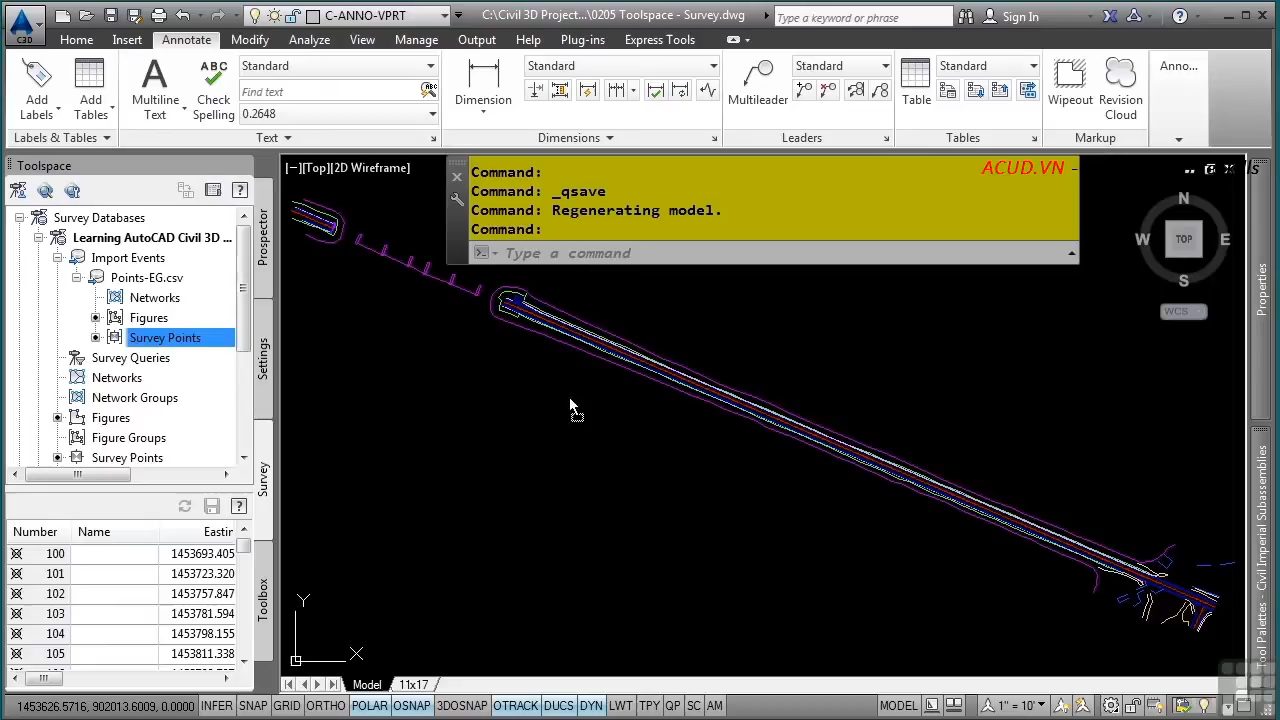 C3D
C-ANNO-VPRT
C:\Civil 3D Project...\0205 Toolspace - Survey.dwg
Type a keyword or phrase
Sign In
Home Insert Annotate Modify Analyze View Manage Output Help Plug-ins Express Tools
Add Labels
Add Tables
Labels & Tables
Multiline Text
Check Spelling
ABC
Standard
Find text
0.2648
Text
Dimension
Standard
Dimensions
Multileader
Standard
Leaders
Table
Standard
Tables
Wipeout
Revision Cloud
Markup
Anno...
Toolspace
Survey Databases
Learning AutoCAD Civil 3D ...
Import Events
Points-EG.csv
Networks
Figures
Survey Points
Survey Queries
Networks
Network Groups
Figures
Figure Groups
Survey Points
Prospector
Settings
Survey
Toolbox
Number Name Eastir
100 1453693.405
101 1453723.320
102 1453757.847
103 1453781.594
104 1453798.155
105 1453811.338
[−][Top][2D Wireframe]
Command:
Command: _qsave
Command: Regenerating model.
Command:
Type a command
ACUD.VN -
N
W TOP E
S
WCS
Properties
Tool Palettes - Civil Imperial Subassemblies
Y
X
Model 11x17
1453626.5716, 902013.6009, 0.0000 INFER SNAP GRID ORTHO POLAR OSNAP 3DOSNAP OTRACK DUCS DYN LWT TPY QP SC AM MODEL 1" = 10'